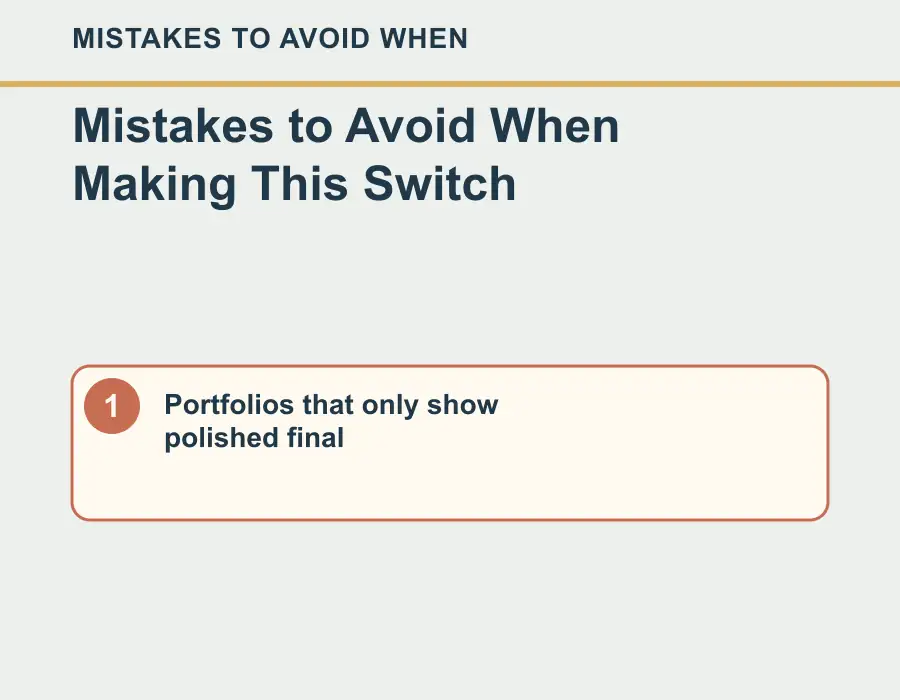 MISTAKES TO AVOID WHEN
Mistakes to Avoid When
Making This Switch
1
Portfolios that only show
polished final